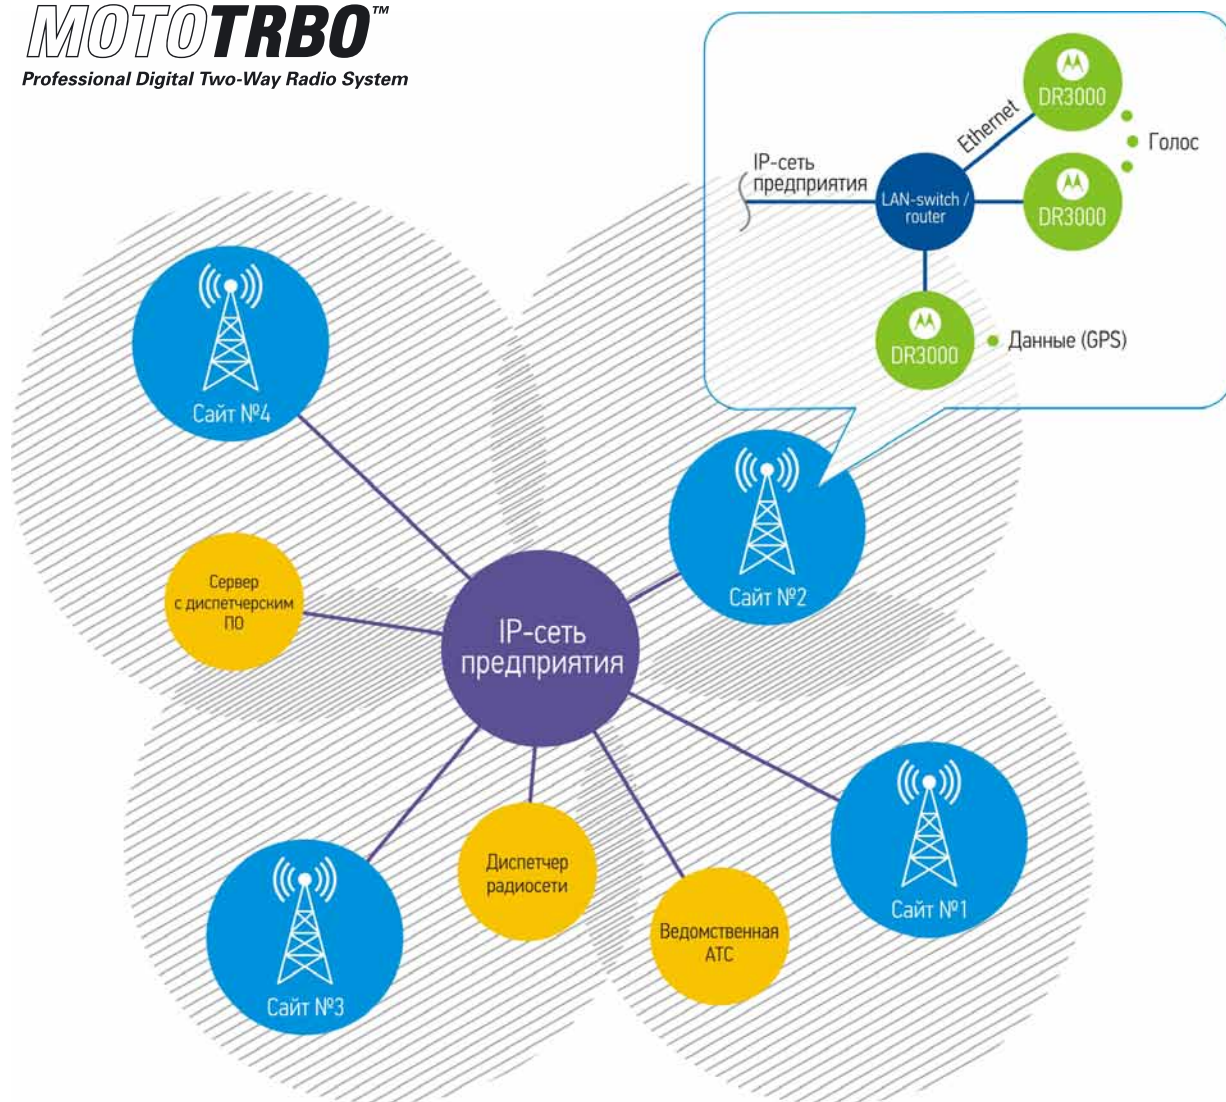 MOTOTRBO™
Professional Digital Two-Way Radio System
DR3000
Ethernet
Голос
IP-сеть
предприятия
LAN-switch /
router
DR3000
DR3000
Данные (GPS)
Сайт №4
Сайт №2
Сервер
с диспетчерским
ПО
IP-сеть
предприятия
Диспетчер
радиосети
Ведомственная
АТС
Сайт №1
Сайт №3